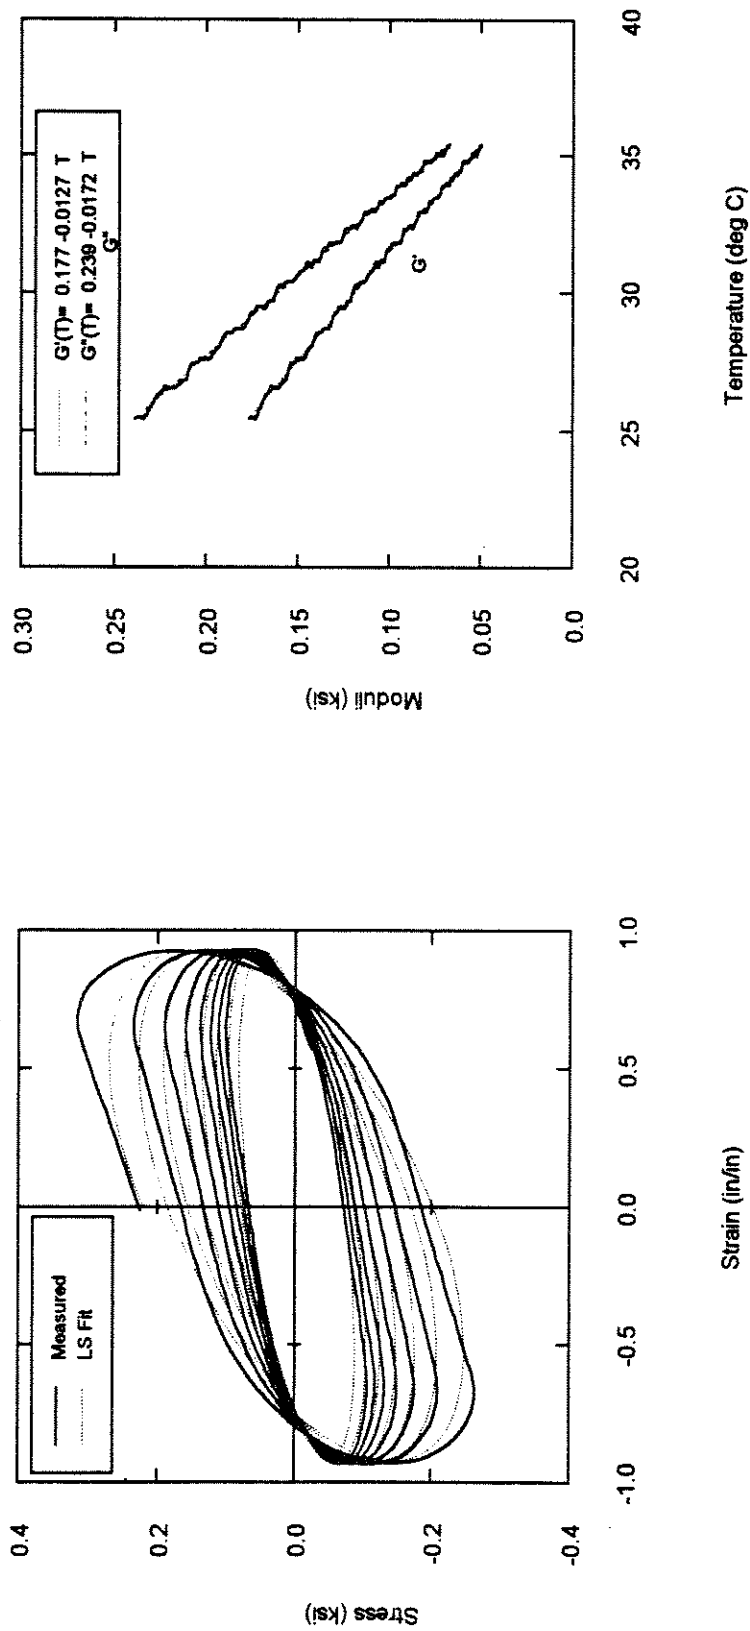 Measured
LS Fit
0.4
0.2
0.0
-0.2
-0.4
Stress (ksi)
-1.0
-0.5
0.0
0.5
1.0
Strain (in/in)
G'(T)= 0.177 -0.0127 T
G"(T)= 0.239 -0.0172 T
G"
G'
0.30
0.25
0.20
0.15
0.10
0.05
0.0
Moduli (ksi)
20
25
30
35
40
Temperature (deg C)